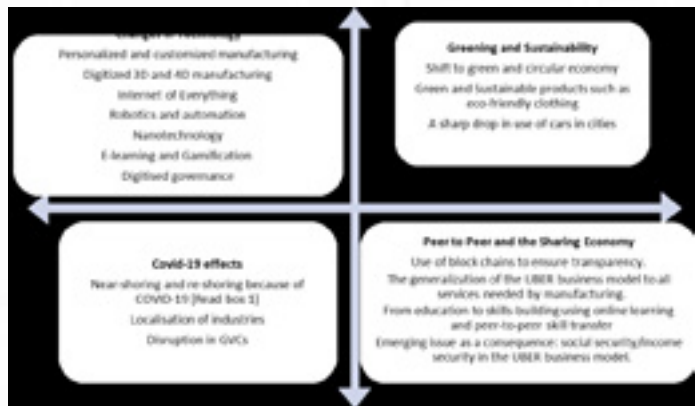 Changes in Technology
Personalized and customized manufacturing
Digitized 3D and 4D manufacturing
Internet of Everything
Robotics and automation
Nanotechnology
E-learning and Gamification
Digitised governance
Greening and Sustainability
Shift to green and circular economy
Green and Sustainable products such as
eco-friendly clothing
A sharp drop in use of cars in cities
Covid-19 effects
Near-shoring and re-shoring because of
COVID-19 [Read box 1]
Localisation of industries
Disruption in GVCs
Peer to Peer and the Sharing Economy
Use of block chains to ensure transparency.
The generalization of the UBER business model to all
services needed by manufacturing.
From education to skills building using online learning
and peer-to-peer skill transfer
Emerging issue as a consequence: social security/income
security in the UBER business model.